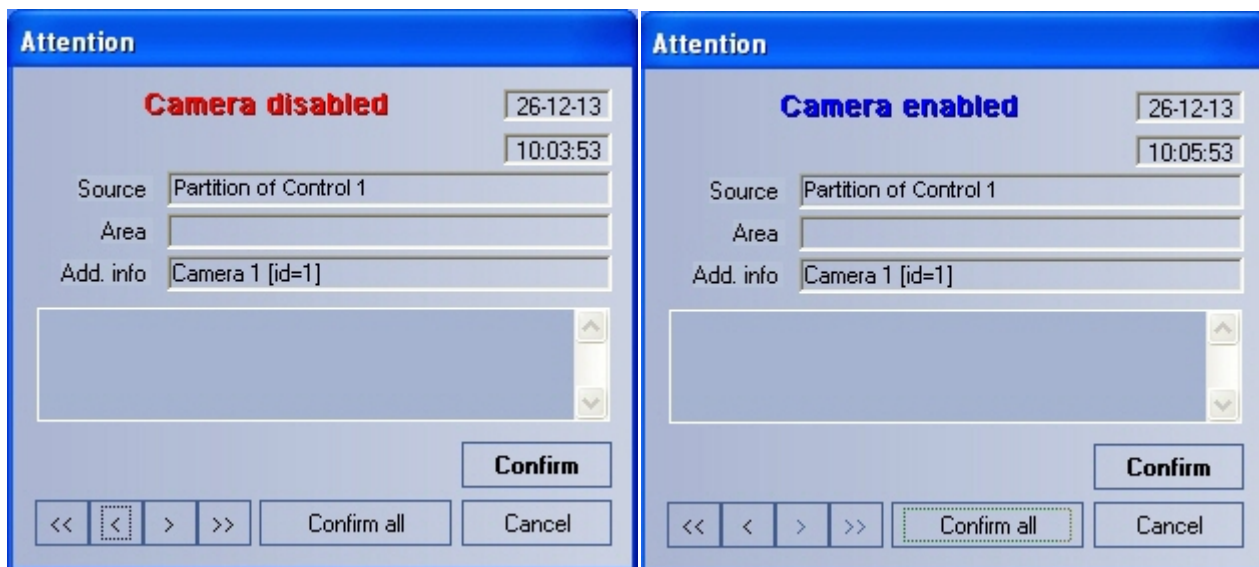 Attention
Camera disabled
26-12-13
10:03:53
Source Partition of Control 1
Area
Add. info Camera 1 [id=1]
Confirm
<< < > >> Confirm all Cancel
Attention
Camera enabled
26-12-13
10:05:53
Source Partition of Control 1
Area
Add. info Camera 1 [id=1]
Confirm
<< < > >> Confirm all Cancel